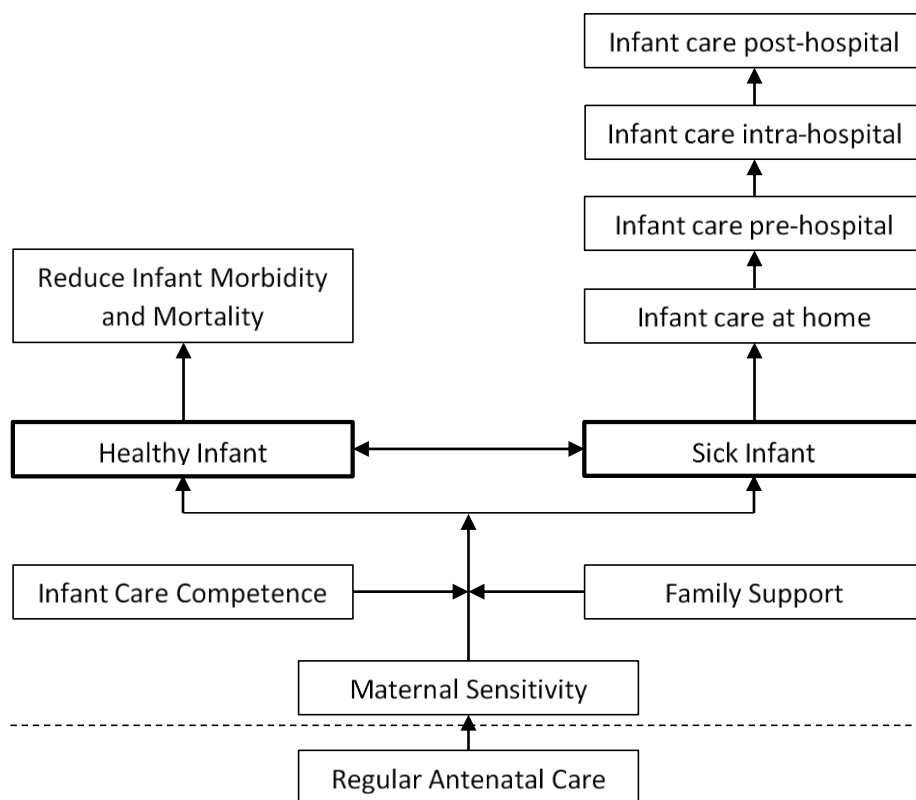 Infant care post-hospital
Infant care intra-hospital
Infant care pre-hospital
Reduce Infant Morbidity
and Mortality
Infant care at home
Healthy Infant
Sick Infant
Infant Care Competence
Family Support
Maternal Sensitivity
Regular Antenatal Care